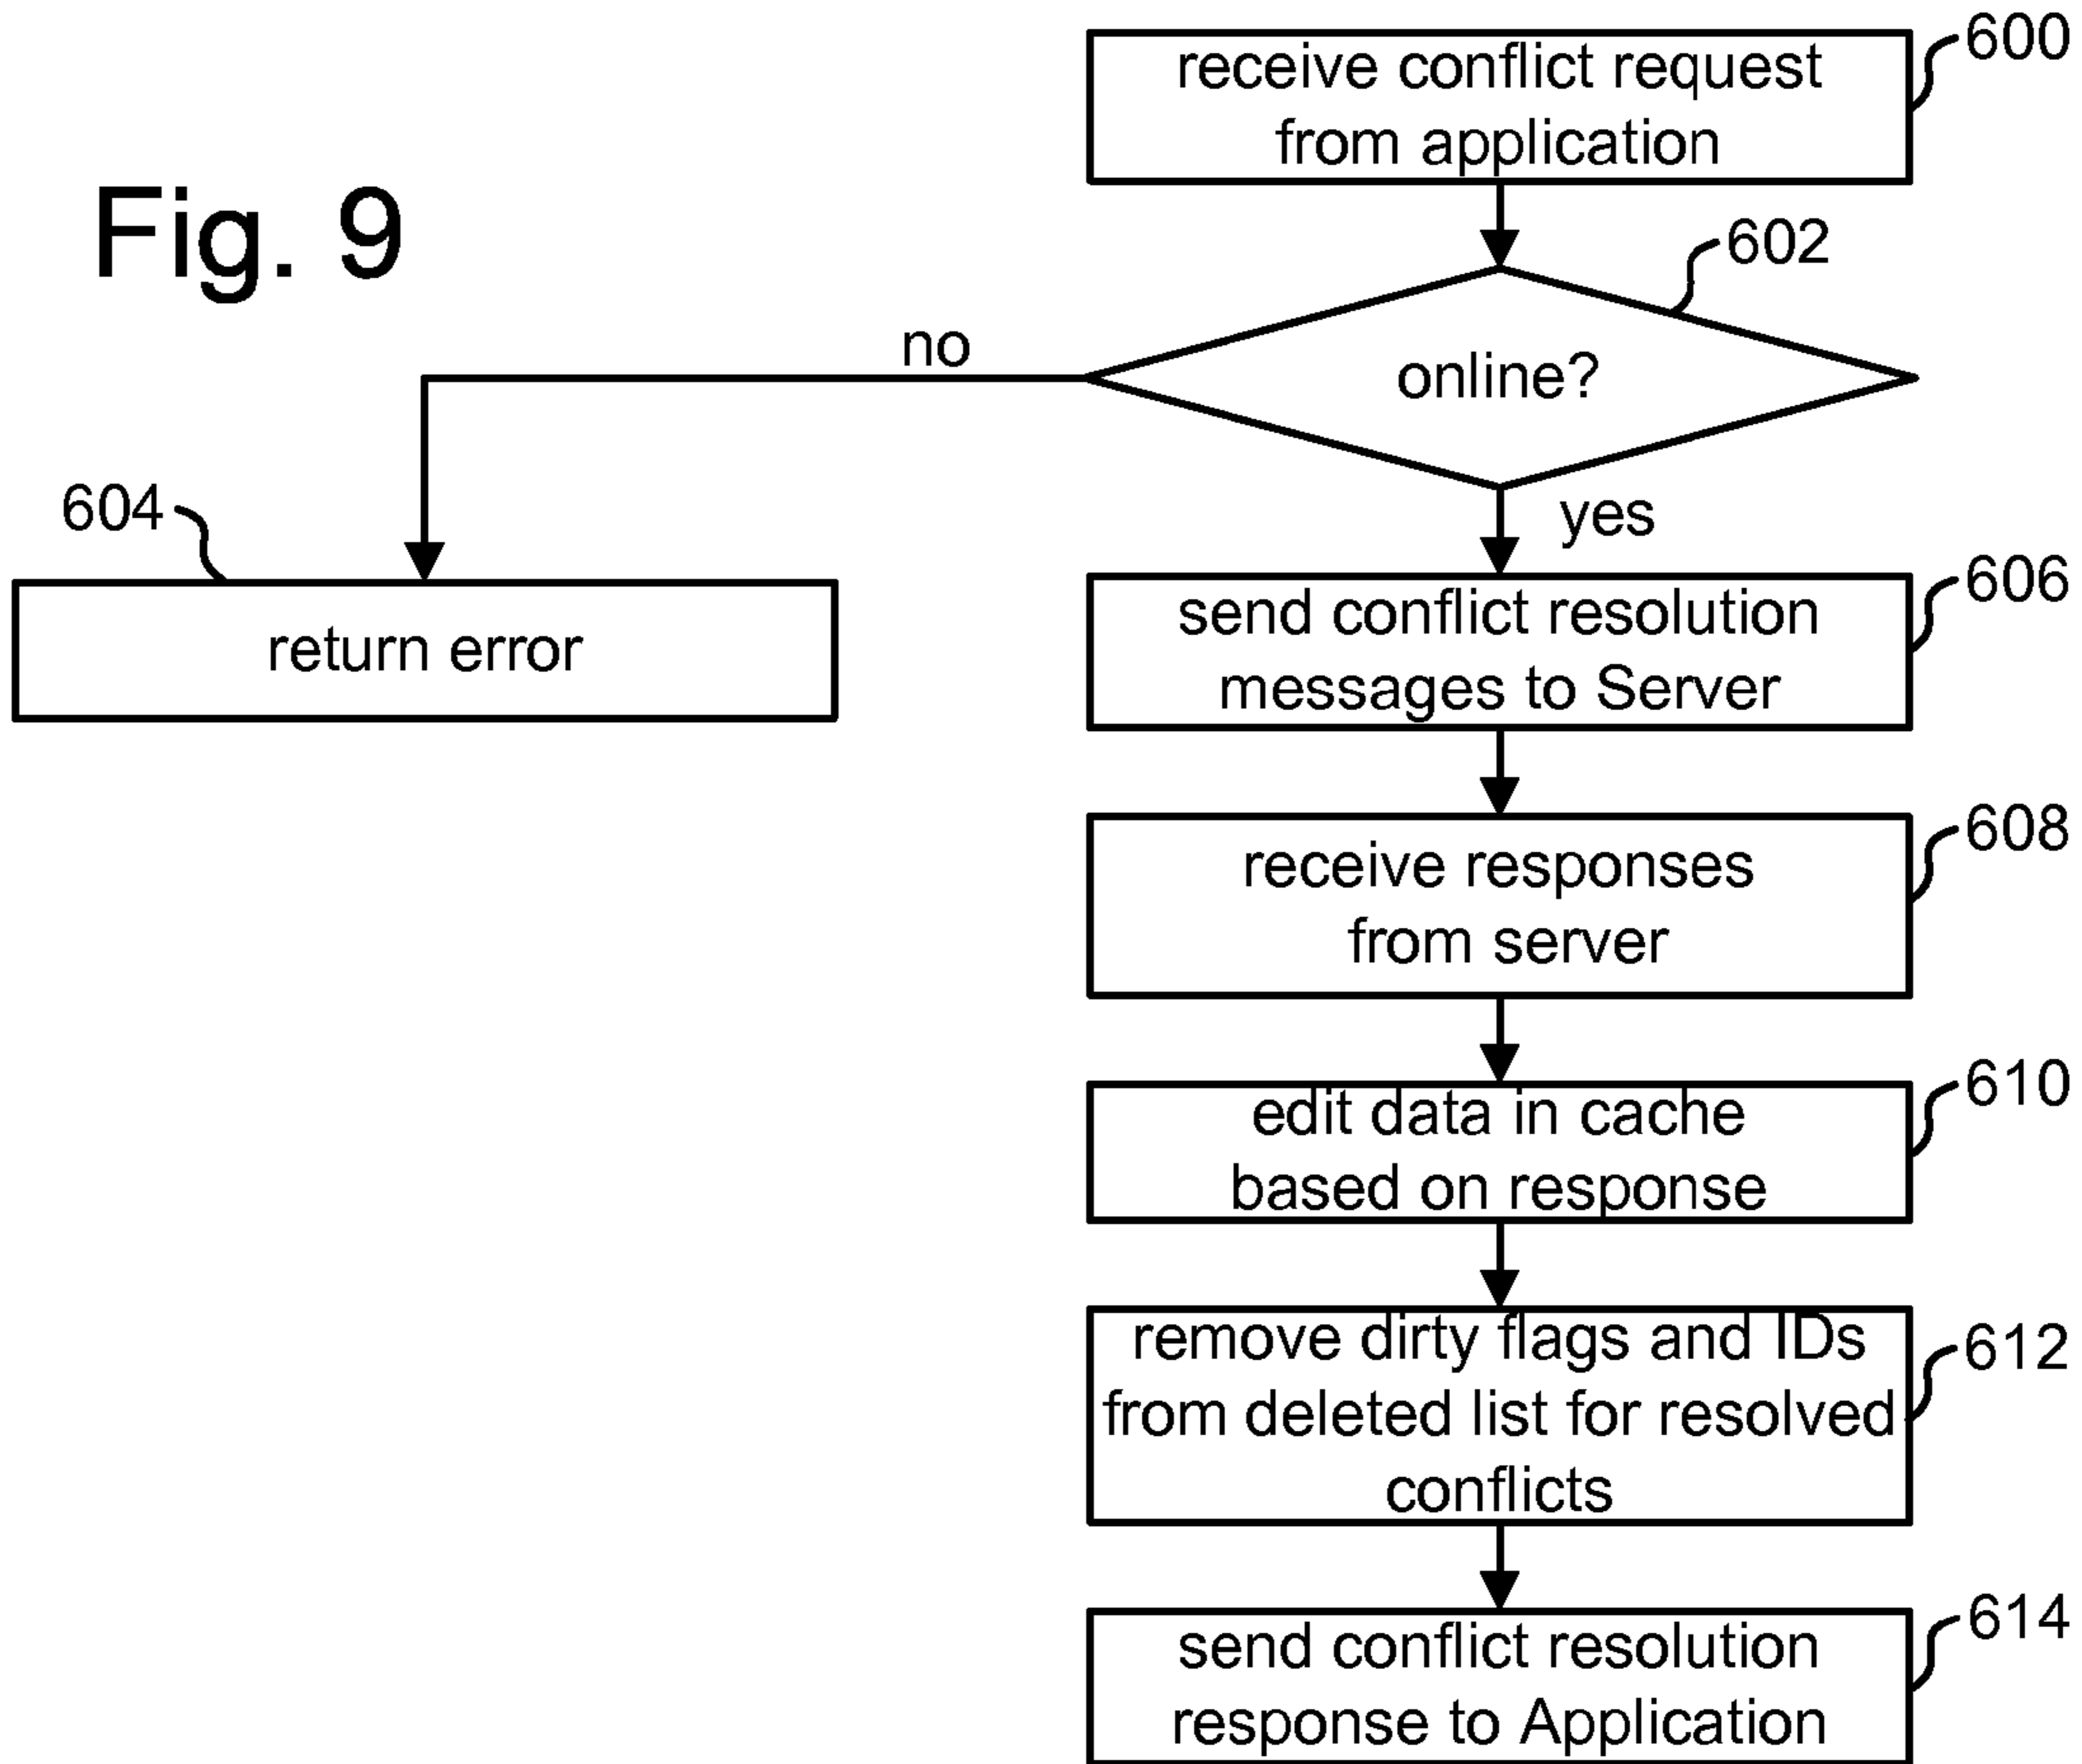 Fig. 9
600
receive conflict request
from application
602
online?
no
yes
604
return error
606
send conflict resolution
messages to Server
608
receive responses
from server
610
edit data in cache
based on response
612
remove dirty flags and IDs
from deleted list for resolved
conflicts
614
send conflict resolution
response to Application